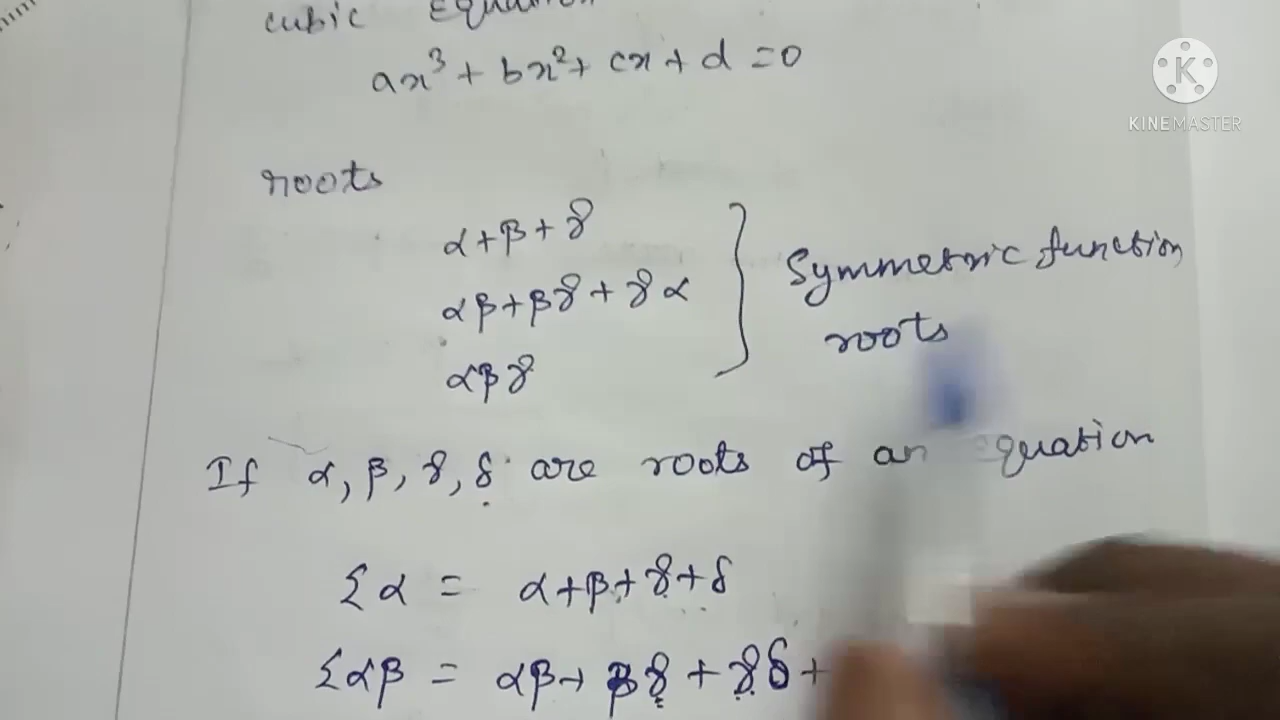 cubic Equation
ax³ + bx² + cx + d = 0
KINEMASTER
roots
α+β+γ
αβ+βγ+γα
αβγ
Symmetric function
roots
If α, β, γ, δ are roots of an equation
Σα = α+β+γ+δ
Σαβ = αβ+βγ+γδ+